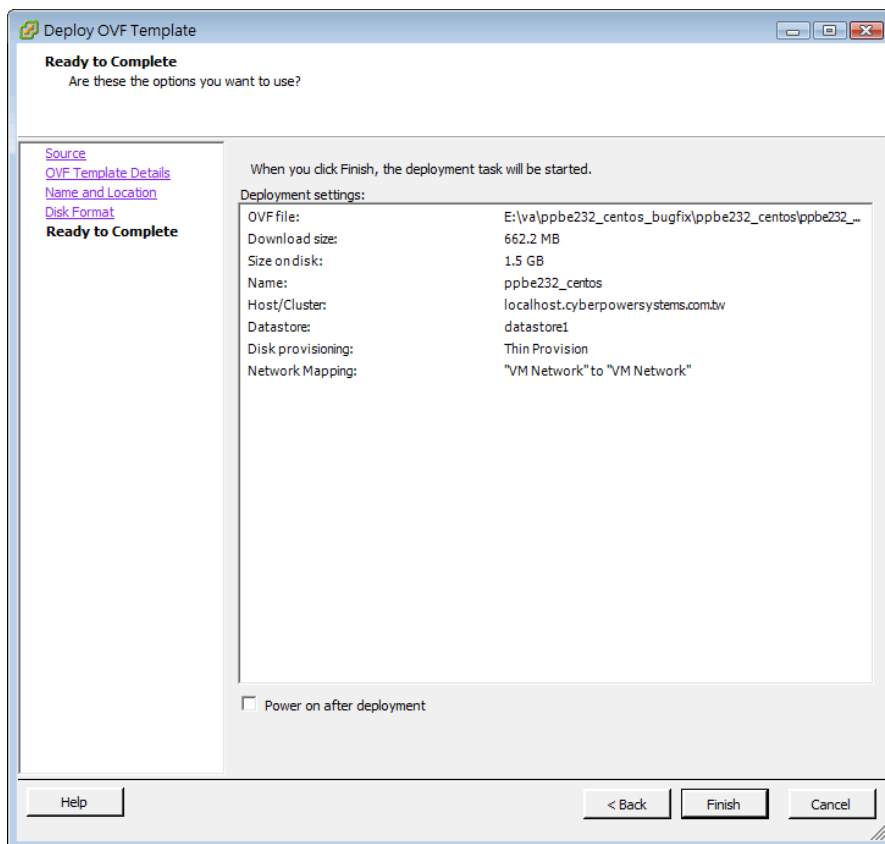 Deploy OVF Template
Ready to Complete
Are these the options you want to use?
Source
OVF Template Details
Name and Location
Disk Format
Ready to Complete
When you click Finish, the deployment task will be started.
Deployment settings:
OVF file: E:\va\ppbe232_centos_bugfix\ppbe232_centos\ppbe232_...
Download size: 662.2 MB
Size on disk: 1.5 GB
Name: ppbe232_centos
Host/Cluster: localhost.cyberpowersystems.com.tw
Datastore: datastore1
Disk provisioning: Thin Provision
Network Mapping: "VM Network" to "VM Network"
Power on after deployment
Help < Back Finish Cancel